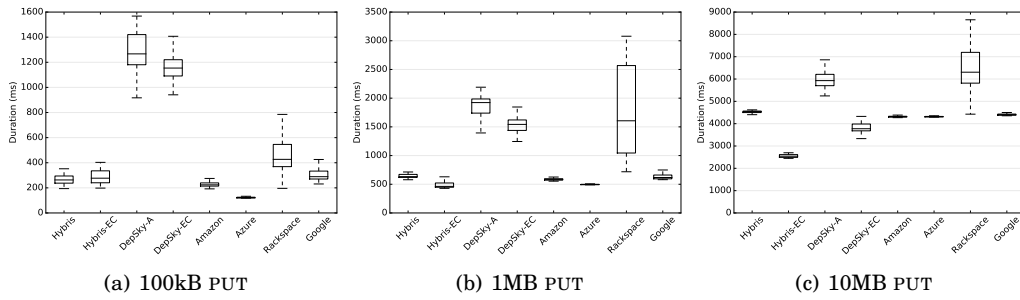 1600
1400
1200
1000
800
600
400
200
0
Duration (ms)
Hybris
Hybris-EC
DepSky-A
DepSky-EC
Amazon
Azure
Rackspace
Google
(a) 100kB PUT
3500
3000
2500
2000
1500
1000
500
0
Duration (ms)
Hybris
Hybris-EC
DepSky-A
DepSky-EC
Amazon
Azure
Rackspace
Google
(b) 1MB PUT
9000
8000
7000
6000
5000
4000
3000
2000
1000
0
Duration (ms)
Hybris
Hybris-EC
DepSky-A
DepSky-EC
Amazon
Azure
Rackspace
Google
(c) 10MB PUT